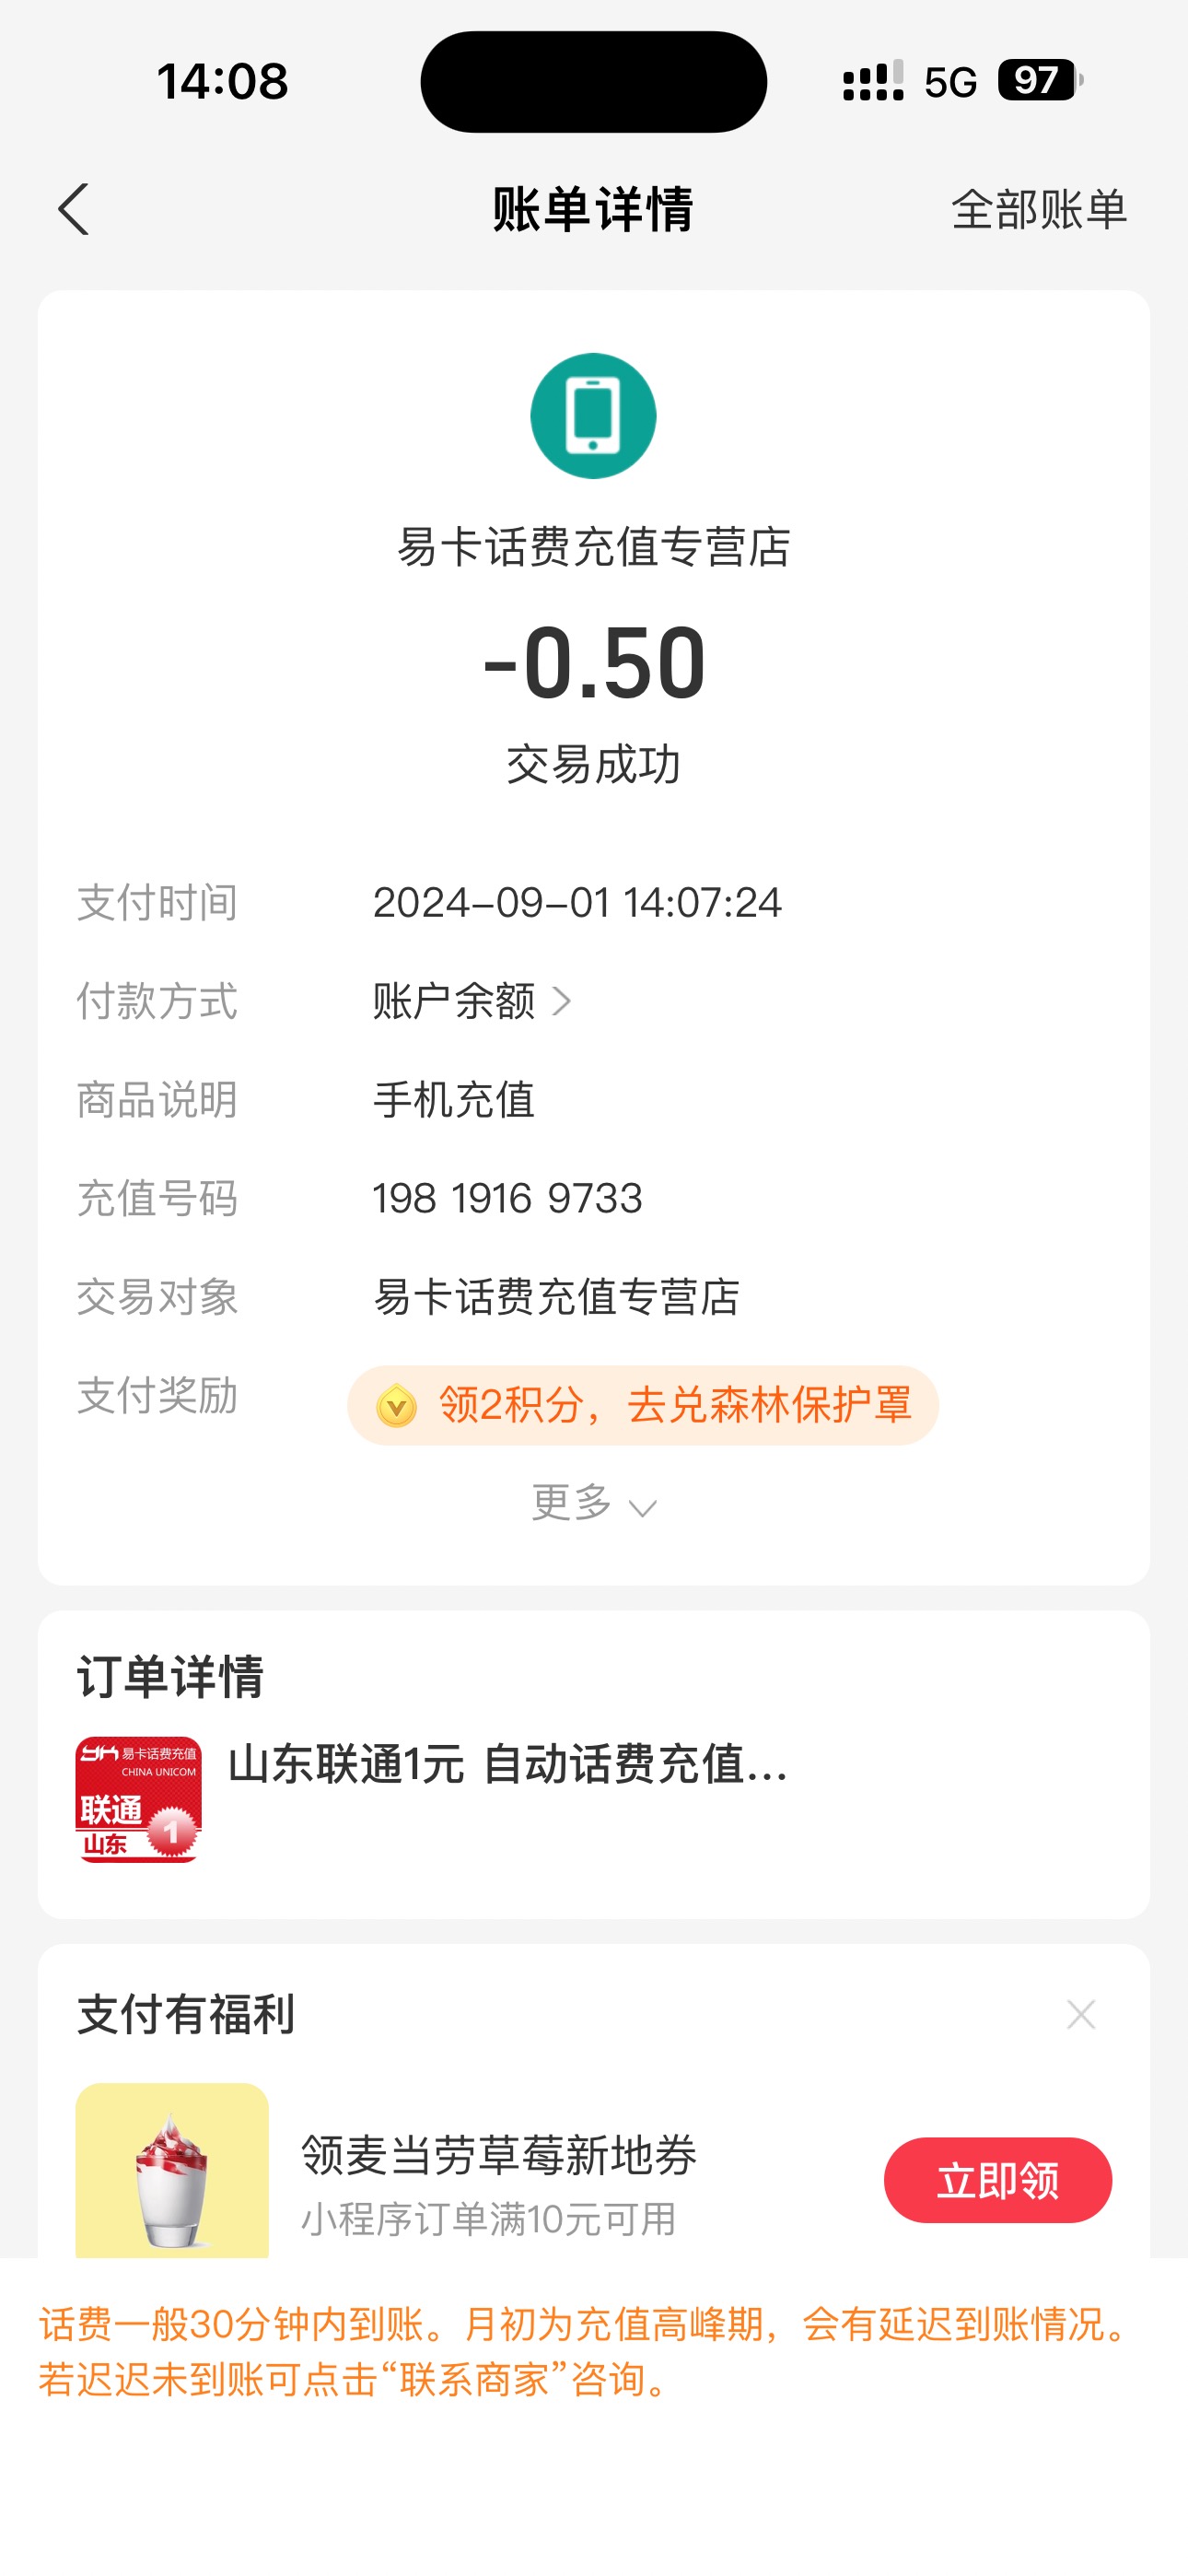 14:08
5G
97
账单详情
全部账单
易卡话费充值专营店
-0.50
交易成功
支付时间 2024-09-01 14:07:24
付款方式 账户余额
商品说明 手机充值
充值号码 198 1916 9733
交易对象 易卡话费充值专营店
支付奖励 领2积分，去兑森林保护罩
更多
订单详情
易卡话费充值
CHINA UNICOM
联通
山东
1
山东联通1元 自动话费充值...
支付有福利
领麦当劳草莓新地券
小程序订单满10元可用
立即领
话费一般30分钟内到账。月初为充值高峰期，会有延迟到账情况。
若迟迟未到账可点击“联系商家”咨询。